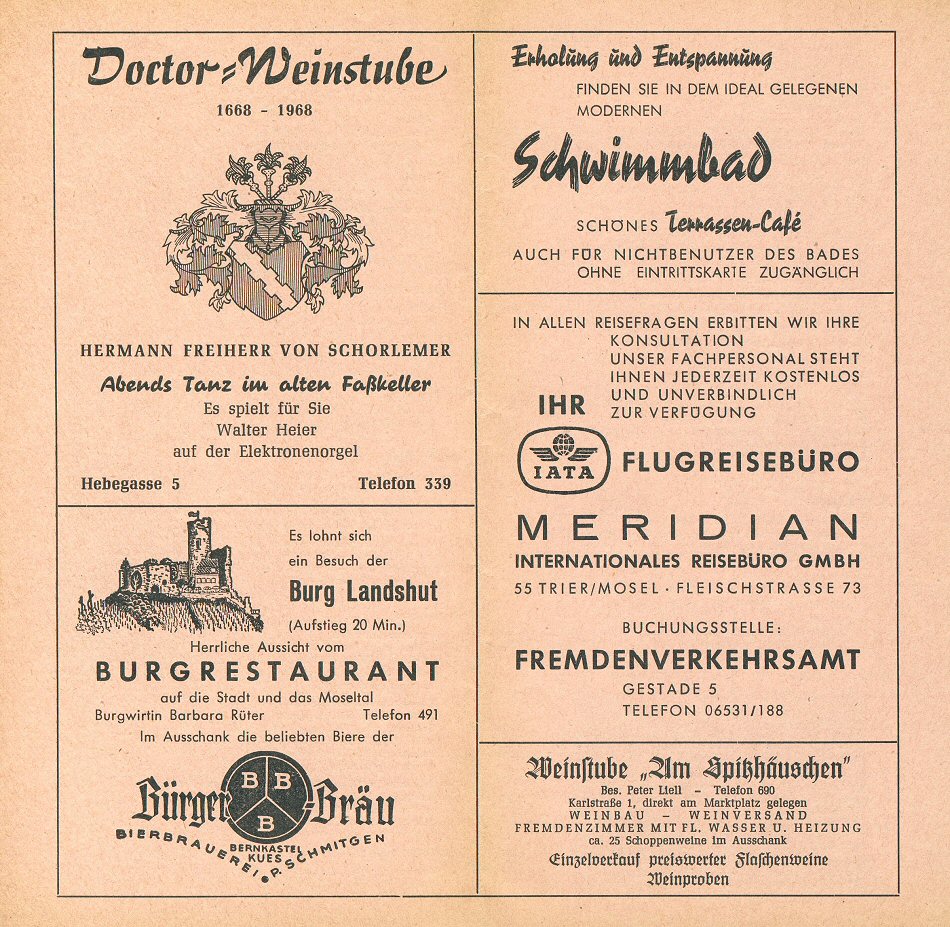 Doctor=Weinstube
1668 - 1968
HERMANN FREIHERR VON SCHORLEMER
Abends Tanz im alten Faßkeller
Es spielt für Sie
Walter Heier
auf der Elektronenorgel
Hebegasse 5 Telefon 339
Es lohnt sich
ein Besuch der
Burg Landshut
(Aufstieg 20 Min.)
Herrliche Aussicht vom
BURGRESTAURANT
auf die Stadt und das Moseltal
Burgwirtin Barbara Rüter Telefon 491
Im Ausschank die beliebten Biere der
Bürger-Bräu
B B
B
BERNKASTEL
KUES
BIERBRAUEREI • P. SCHMITGEN
Erholung und Entspannung
FINDEN SIE IN DEM IDEAL GELEGENEN
MODERNEN
Schwimmbad
SCHÖNES Terrassen-Café
AUCH FÜR NICHTBENUTZER DES BADES
OHNE EINTRITTSKARTE ZUGÄNGLICH
IN ALLEN REISEFRAGEN ERBITTEN WIR IHRE
KONSULTATION
UNSER FACHPERSONAL STEHT
IHNEN JEDERZEIT KOSTENLOS
UND UNVERBINDLICH
ZUR VERFÜGUNG
IHR
IATA FLUGREISEBÜRO
MERIDIAN
INTERNATIONALES REISEBÜRO GMBH
55 TRIER/MOSEL · FLEISCHSTRASSE 73
BUCHUNGSSTELLE:
FREMDENVERKEHRSAMT
GESTADE 5
TELEFON 06531/188
Weinstube „Am Spitzhäuschen"
Bes. Peter Liell - Telefon 690
Karlstraße 1, direkt am Marktplatz gelegen
WEINBAU - WEINVERSAND
FREMDENZIMMER MIT FL. WASSER U. HEIZUNG
ca. 25 Schoppenweine im Ausschank
Einzelverkauf preiswerter Flaschenweine
Weinproben